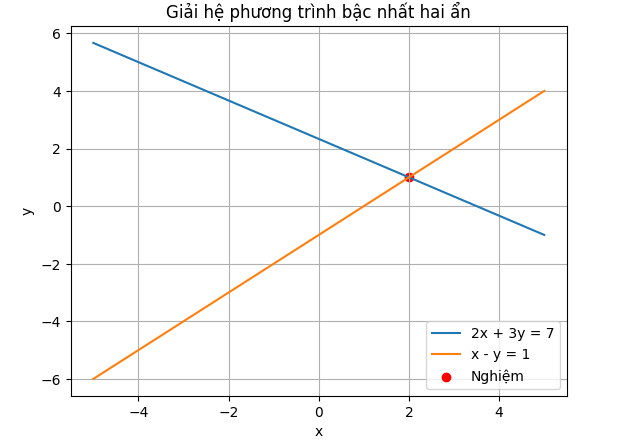 Giải hệ phương trình bậc nhất hai ẩn
6
4
2
0
−2
−4
−6
y
−4
−2
0
2
4
x
2x + 3y = 7
x - y = 1
Nghiệm